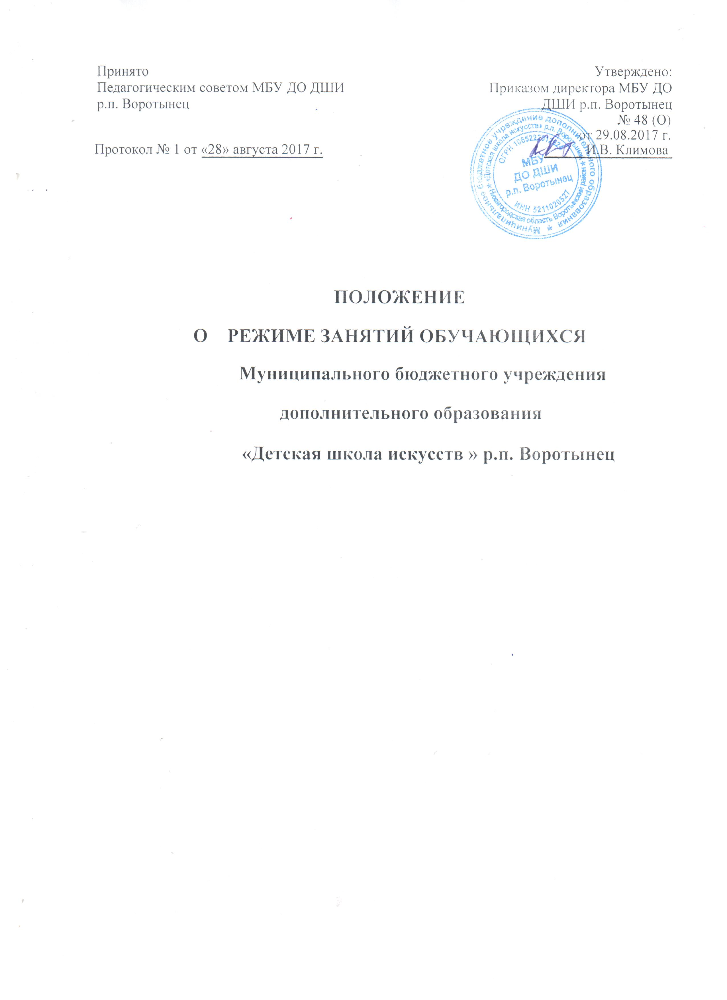 Принято
Педагогическим советом МБУ ДО ДШИ
р.п. Воротынец
Протокол № 1 от «28» августа 2017 г.
Утверждено:
Приказом директора МБУ ДО
ДШИ р.п. Воротынец
№ 48 (О)
от 29.08.2017 г.
И.В. Климова
Муниципальное бюджетное учреждение дополнительного образования *
«Детская школа искусств» р.п. Воротынец * Нижегородская область Воротынский район *
ОГРН
МБУ
ДО ДШИ
р.п. Воротынец
ИНН 5211020527
ПОЛОЖЕНИЕ
О РЕЖИМЕ ЗАНЯТИЙ ОБУЧАЮЩИХСЯ
Муниципального бюджетного учреждения
дополнительного образования
«Детская школа искусств » р.п. Воротынец